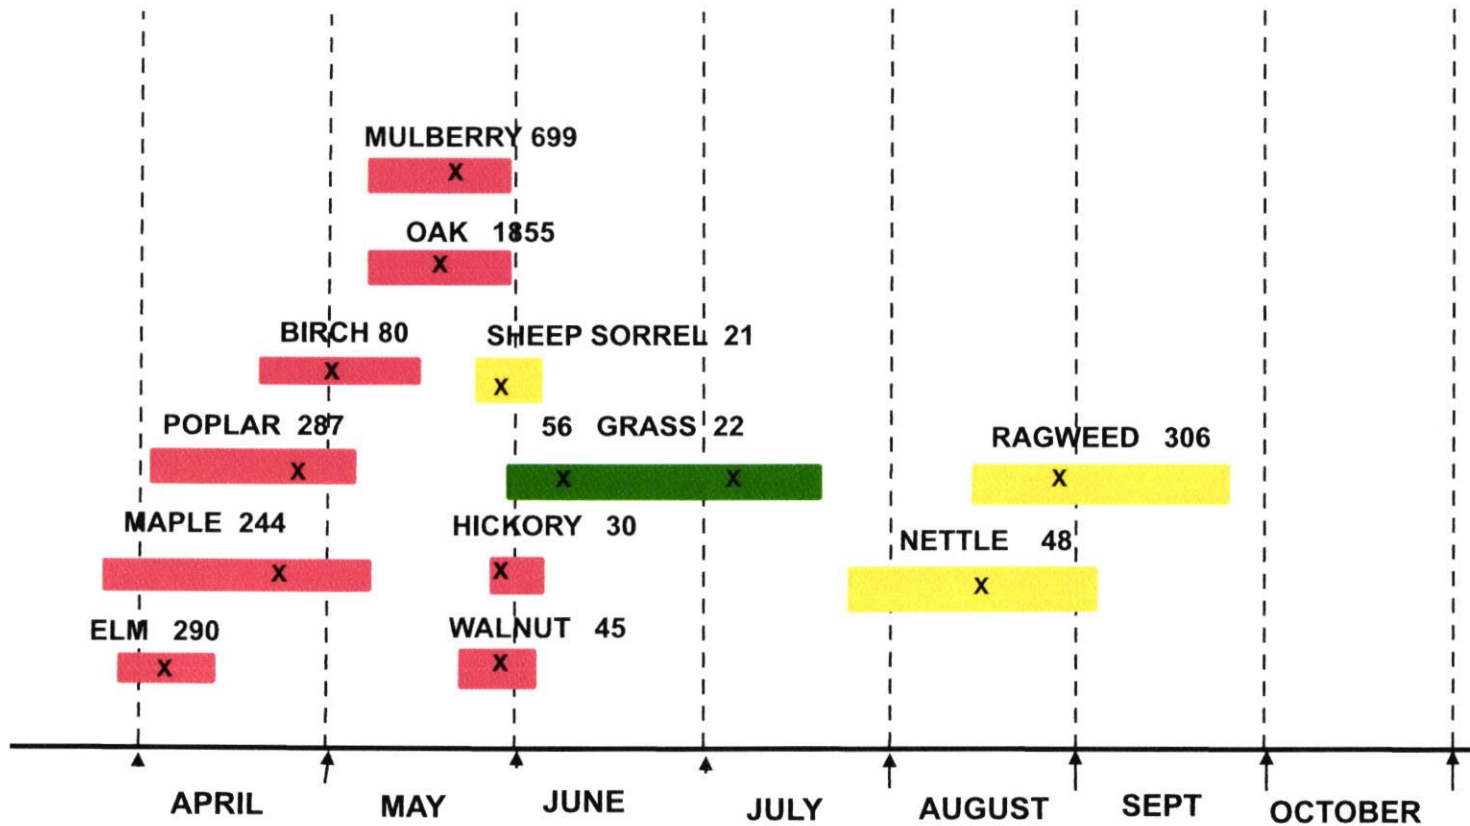 MULBERRY 699
X
OAK 1855
X
BIRCH 80 SHEEP SORREL 21
X X
POPLAR 287 56 GRASS 22 RAGWEED 306
X X X X
MAPLE 244 HICKORY 30 NETTLE 48
X X X
ELM 290 WALNUT 45
X X
APRIL MAY JUNE JULY AUGUST SEPT OCTOBER